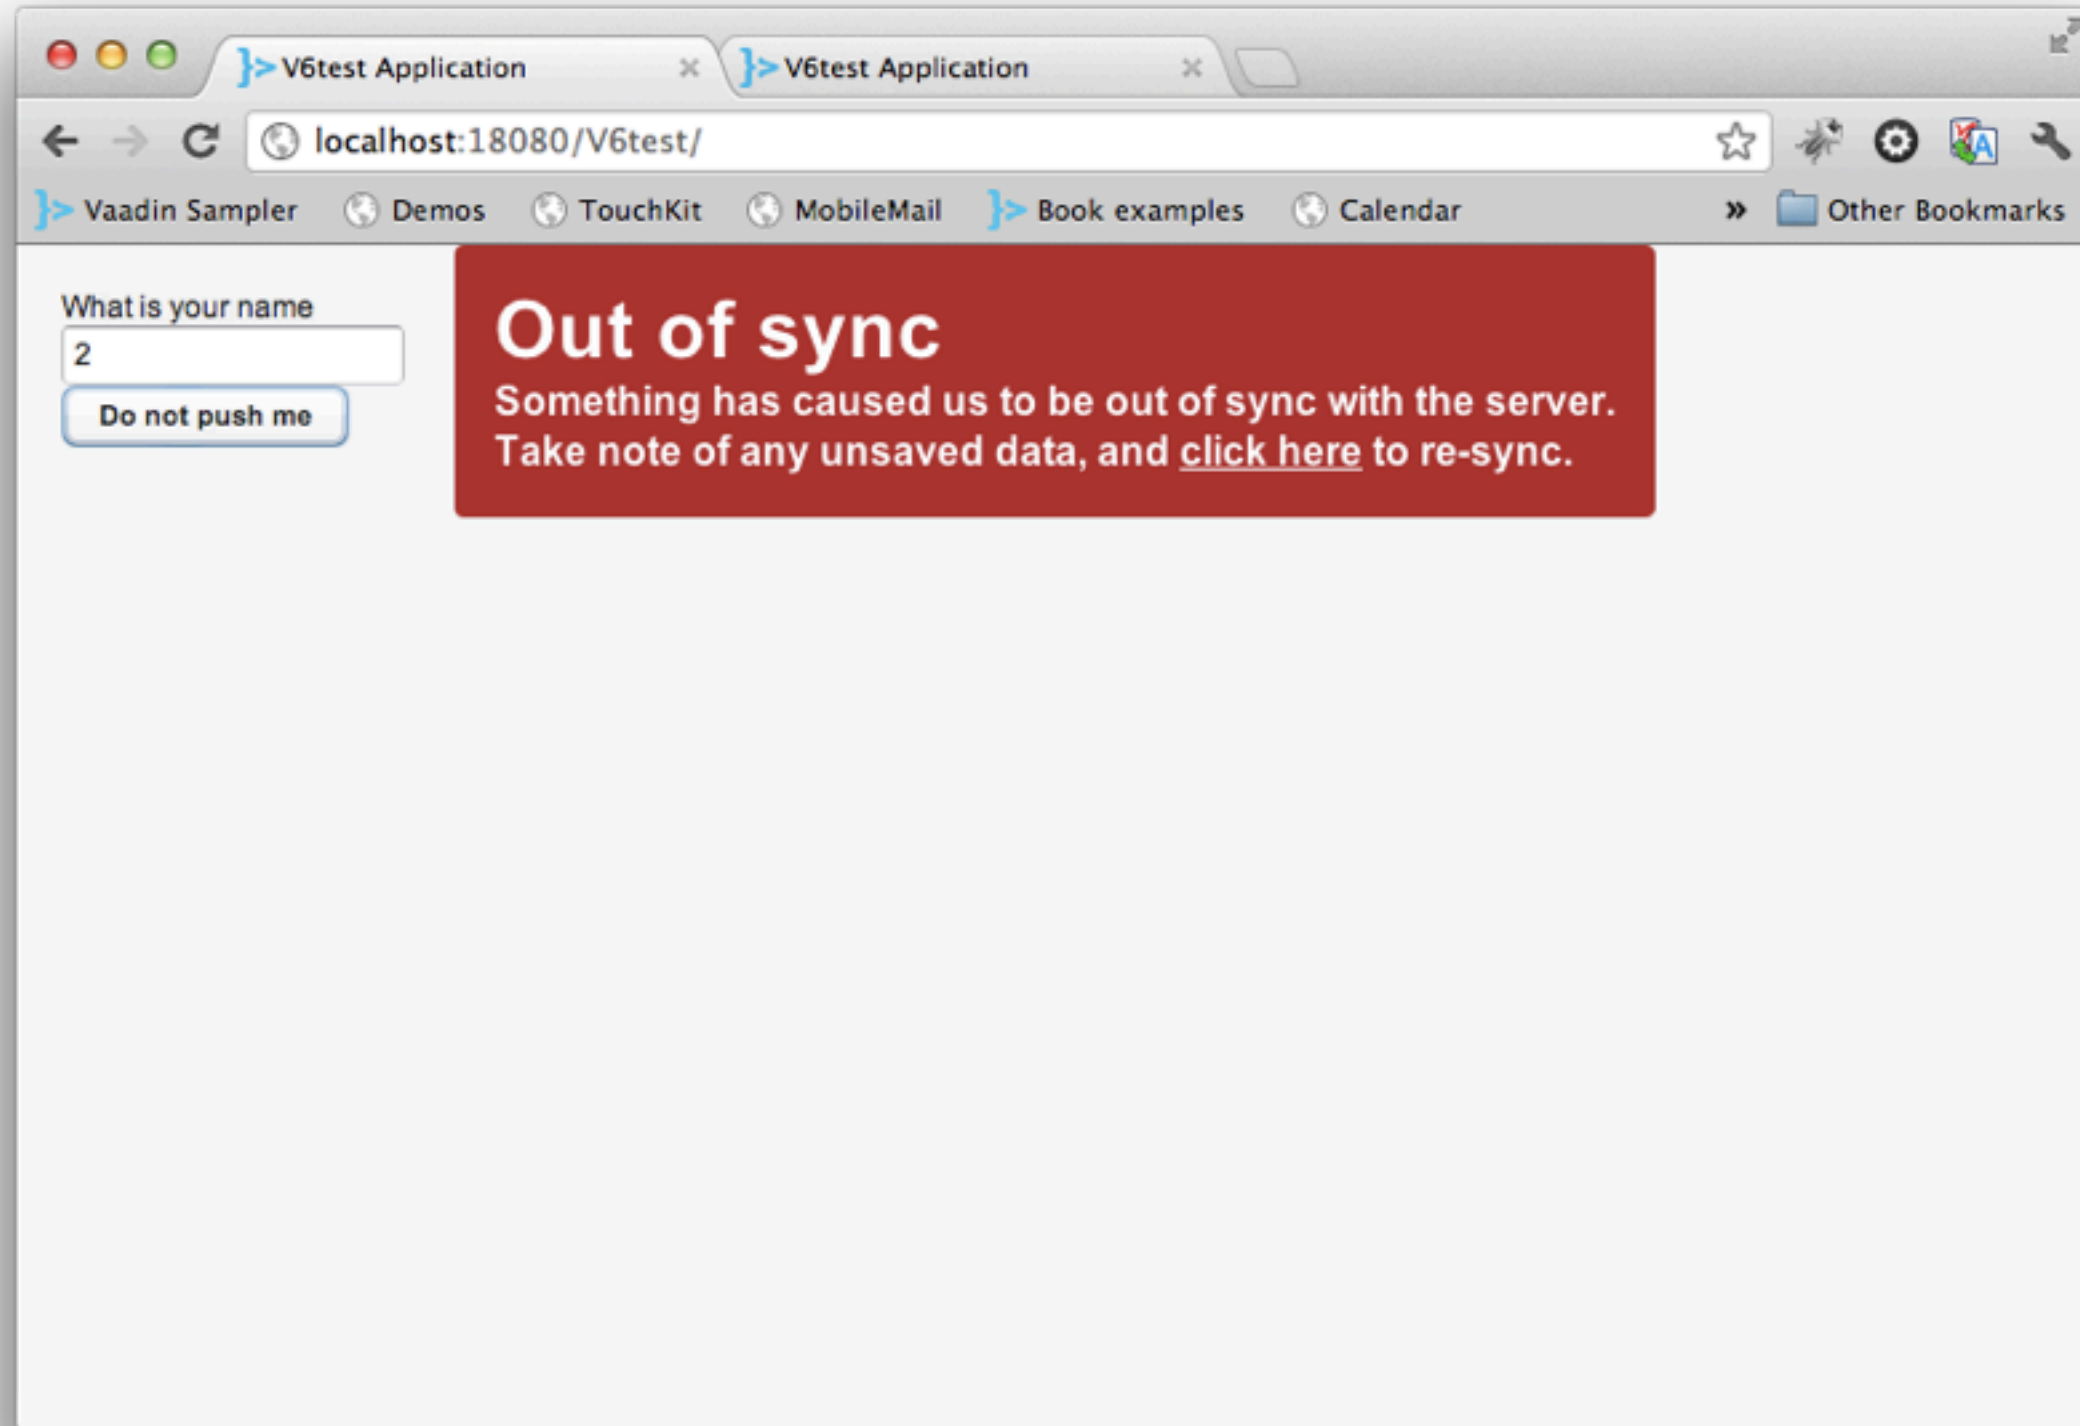 V6test Application
V6test Application
localhost:18080/V6test/
Vaadin Sampler Demos TouchKit MobileMail Book examples Calendar » Other Bookmarks
What is your name
2
Do not push me
Out of sync
Something has caused us to be out of sync with the server.
Take note of any unsaved data, and click here to re-sync.